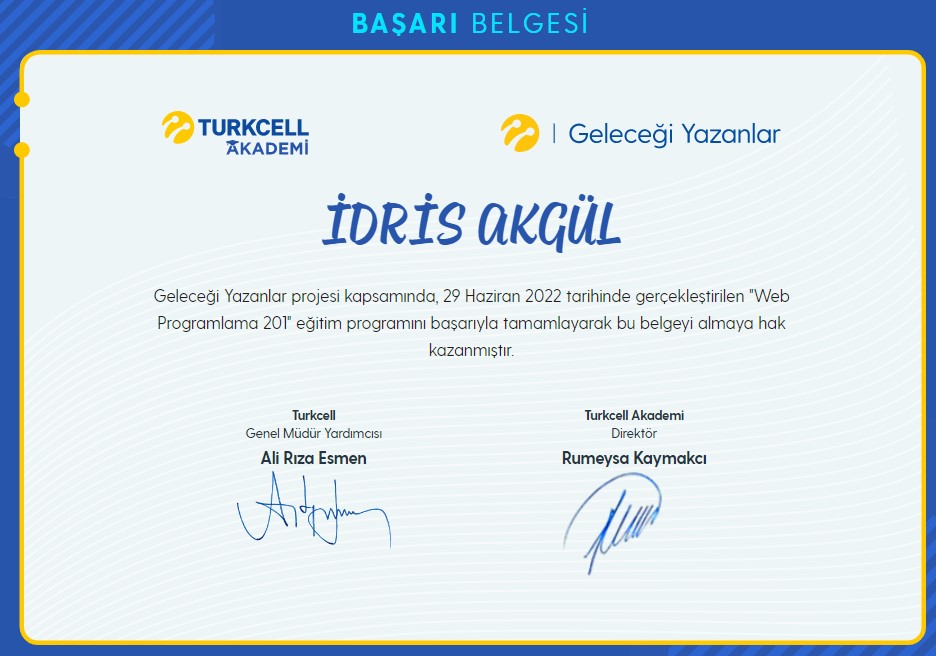 BAŞARI BELGESİ
TURKCELL
AKADEMİ
Geleceği Yazanlar
İDRİS AKGÜL
Geleceği Yazanlar projesi kapsamında, 29 Haziran 2022 tarihinde gerçekleştirilen "Web
Programlama 201" eğitim programını başarıyla tamamlayarak bu belgeyi almaya hak
kazanmıştır.
Turkcell
Genel Müdür Yardımcısı
Ali Rıza Esmen
Turkcell Akademi
Direktör
Rumeysa Kaymakcı